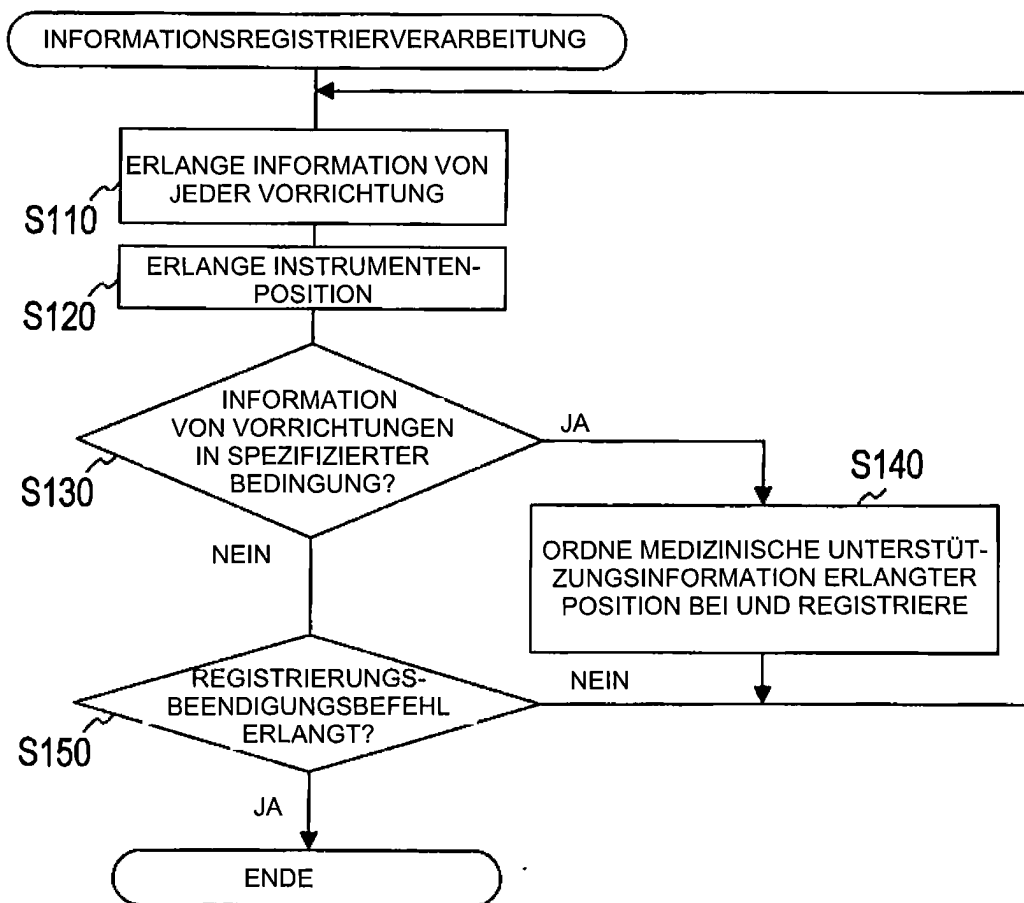 INFORMATIONSREGISTRIERVERARBEITUNG
ERLANGE INFORMATION VON
JEDER VORRICHTUNG
S110
ERLANGE INSTRUMENTEN-
POSITION
S120
INFORMATION
VON VORRICHTUNGEN
IN SPEZIFIZIERTER
BEDINGUNG?
S130
JA
NEIN
S140
ORDNE MEDIZINISCHE UNTERSTÜT-
ZUNGSINFORMATION ERLANGTER
POSITION BEI UND REGISTRIERE
REGISTRIERUNGS-
BEENDIGUNGSBEFEHL
ERLANGT?
S150
NEIN
JA
ENDE